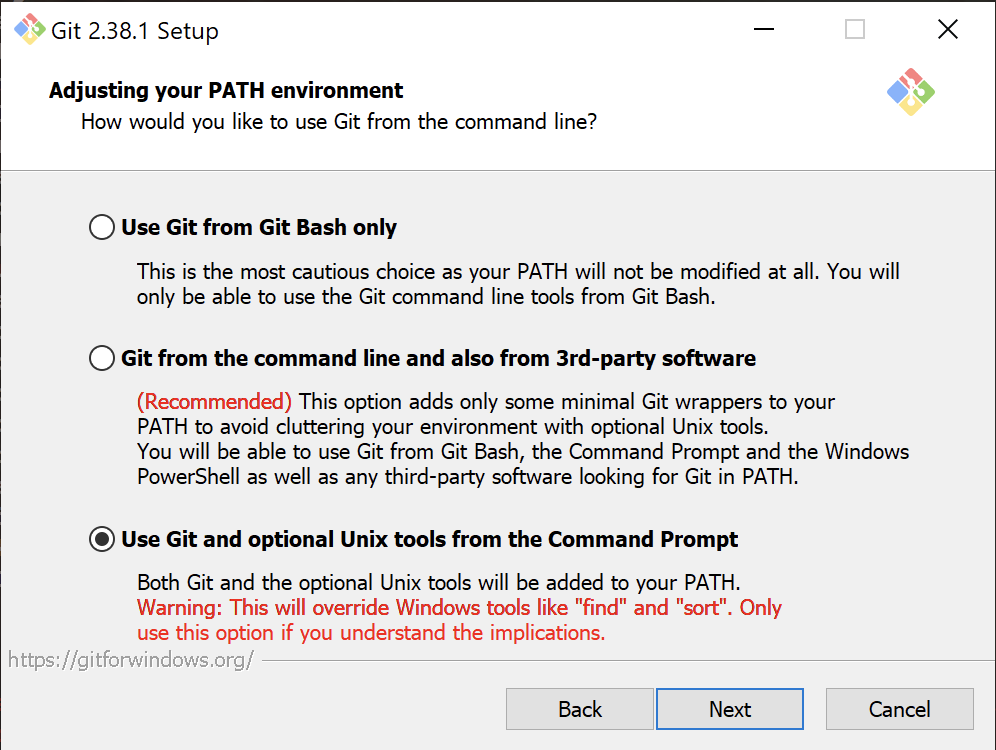 Git 2.38.1 Setup
Adjusting your PATH environment
How would you like to use Git from the command line?
Use Git from Git Bash only
This is the most cautious choice as your PATH will not be modified at all. You will
only be able to use the Git command line tools from Git Bash.
Git from the command line and also from 3rd-party software
(Recommended) This option adds only some minimal Git wrappers to your
PATH to avoid cluttering your environment with optional Unix tools.
You will be able to use Git from Git Bash, the Command Prompt and the Windows
PowerShell as well as any third-party software looking for Git in PATH.
Use Git and optional Unix tools from the Command Prompt
Both Git and the optional Unix tools will be added to your PATH.
Warning: This will override Windows tools like "find" and "sort". Only
use this option if you understand the implications.
https://gitforwindows.org/
Back
Next
Cancel